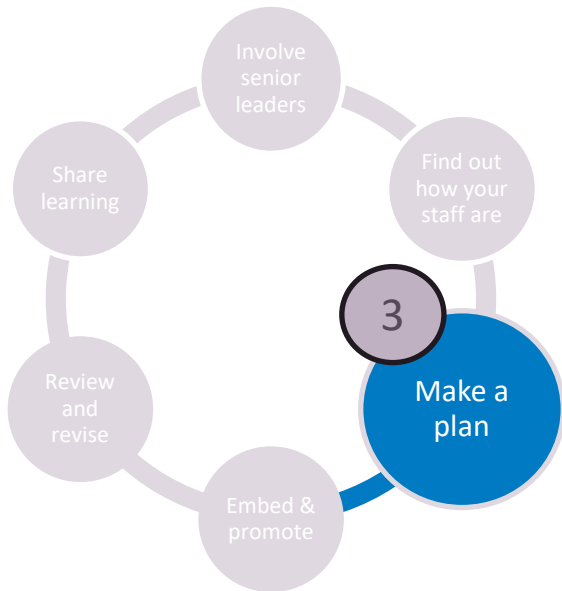 Involve
senior
leaders
Find out
how your
staff are
3
Make a
plan
Embed &
promote
Review
and
revise
Share
learning